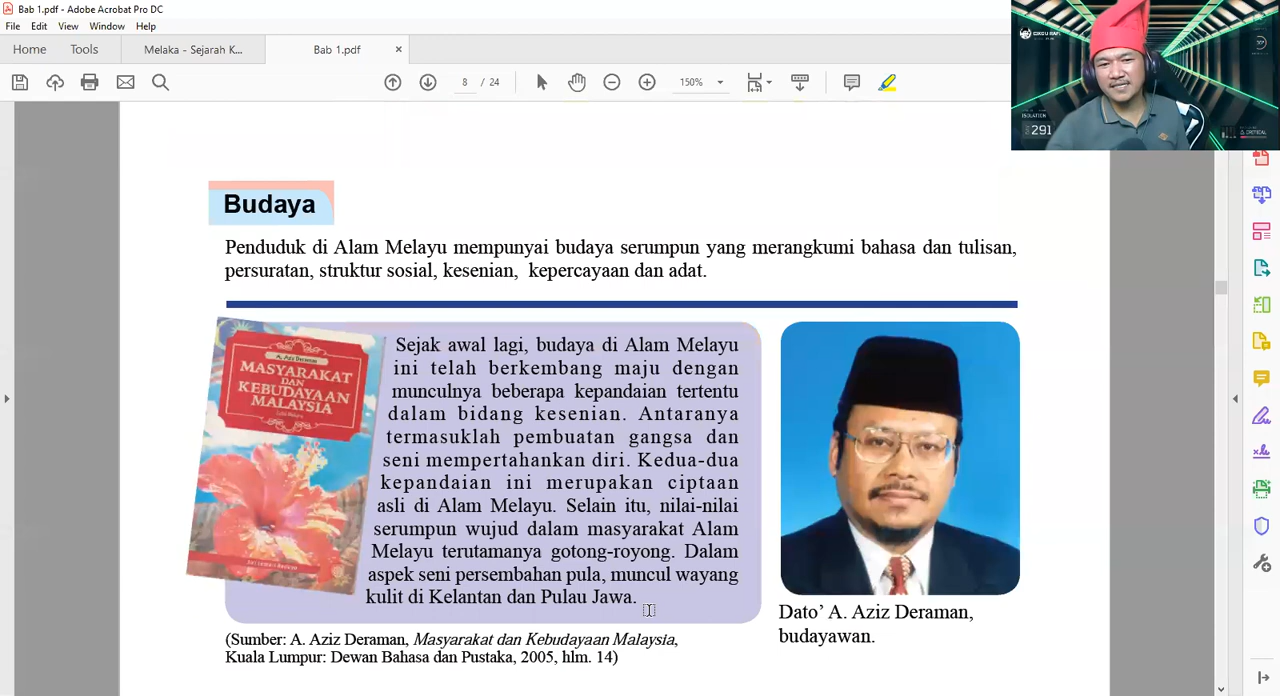 Bab 1.pdf - Adobe Acrobat Pro DC
File Edit View Window Help
Home Tools Melaka - Sejarah K... Bab 1.pdf ×
8 / 24 150%
ISOLATION
291
CRITICAL
Budaya
Penduduk di Alam Melayu mempunyai budaya serumpun yang merangkumi bahasa dan tulisan,
persuratan, struktur sosial, kesenian, kepercayaan dan adat.
A. Aziz Deraman
MASYARAKAT
DAN
KEBUDAYAAN
MALAYSIA
Sejak awal lagi, budaya di Alam Melayu
ini telah berkembang maju dengan
munculnya beberapa kepandaian tertentu
dalam bidang kesenian. Antaranya
termasuklah pembuatan gangsa dan
seni mempertahankan diri. Kedua-dua
kepandaian ini merupakan ciptaan
asli di Alam Melayu. Selain itu, nilai-nilai
serumpun wujud dalam masyarakat Alam
Melayu terutamanya gotong-royong. Dalam
aspek seni persembahan pula, muncul wayang
kulit di Kelantan dan Pulau Jawa.
(Sumber: A. Aziz Deraman, Masyarakat dan Kebudayaan Malaysia,
Kuala Lumpur: Dewan Bahasa dan Pustaka, 2005, hlm. 14)
Dato' A. Aziz Deraman,
budayawan.